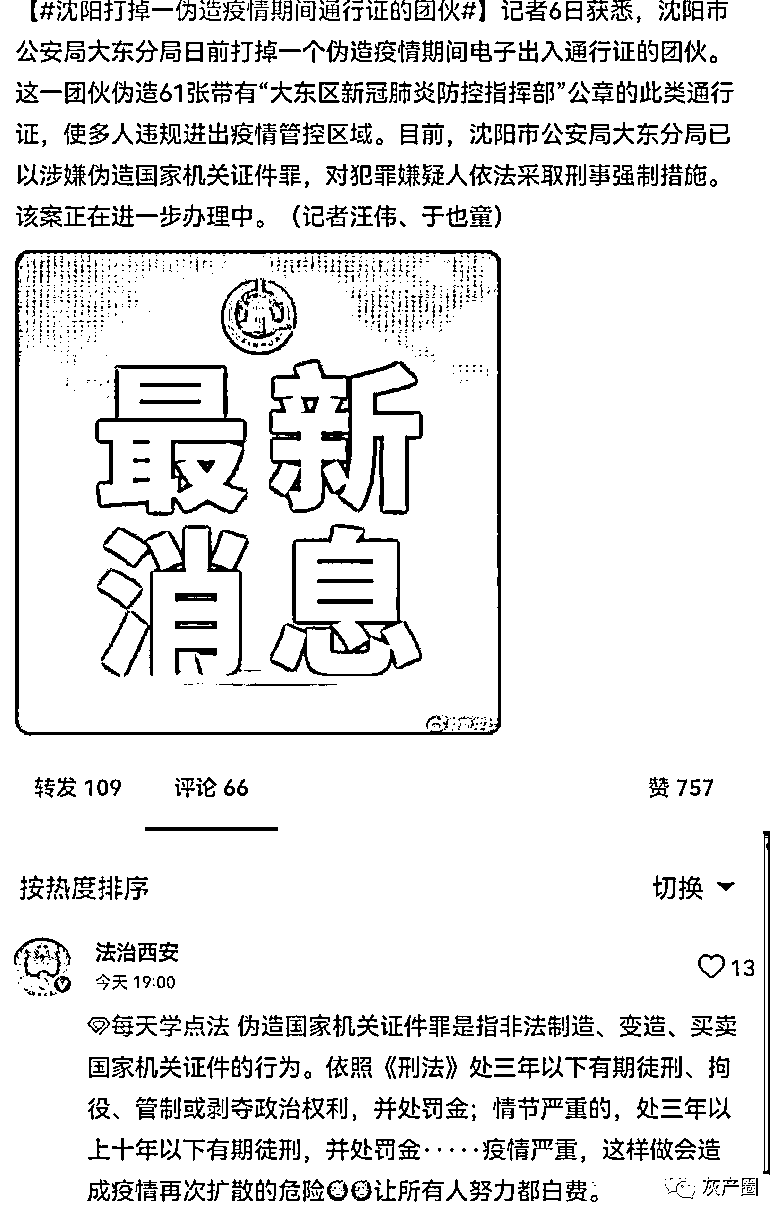 【#沈阳打掉一伪造疫情期间通行证的团伙#】记者6日获悉，沈阳市
公安局大东分局日前打掉一个伪造疫情期间电子出入通行证的团伙。
这一团伙伪造61张带有“大东区新冠肺炎防控指挥部”公章的此类通行
证，使多人违规进出疫情管控区域。目前，沈阳市公安局大东分局已
以涉嫌伪造国家机关证件罪，对犯罪嫌疑人依法采取刑事强制措施。
该案正在进一步办理中。（记者汪伟、于也童）
最新
消息
转发 109 评论 66 赞 757
按热度排序 切换
法治西安
今天 19:00
13
每天学点法 伪造国家机关证件罪是指非法制造、变造、买卖
国家机关证件的行为。依照《刑法》处三年以下有期徒刑、拘
役、管制或剥夺政治权利，并处罚金；情节严重的，处三年以
上十年以下有期徒刑，并处罚金·····疫情严重，这样做会造
成疫情再次扩散的危险让所有人努力都白费。
灰产圈